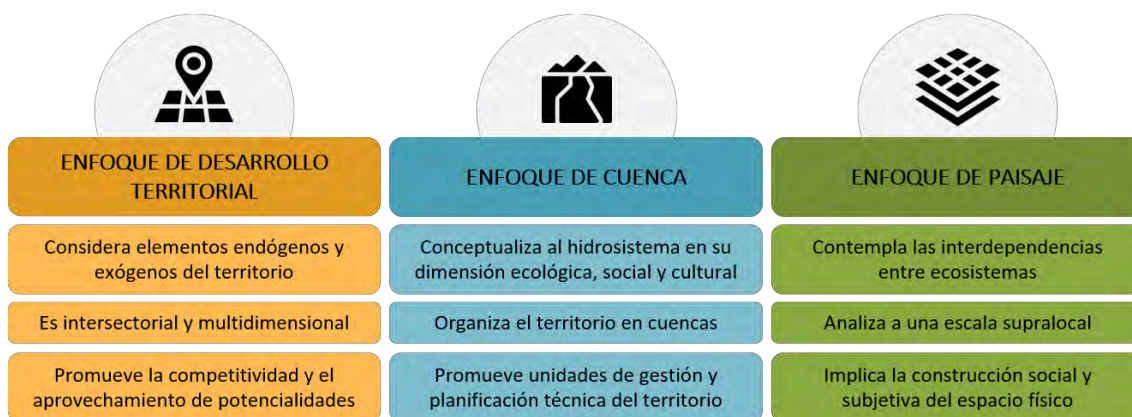 ENFOQUE DE DESARROLLO
TERRITORIAL
Considera elementos endógenos y
exógenos del territorio
Es intersectorial y multidimensional
Promueve la competitividad y el
aprovechamiento de potencialidades
ENFOQUE DE CUENCA
Conceptualiza al hidrosistema en su
dimensión ecológica, social y cultural
Organiza el territorio en cuencas
Promueve unidades de gestión y
planificación técnica del territorio
ENFOQUE DE PAISAJE
Contempla las interdependencias
entre ecosistemas
Analiza a una escala supralocal
Implica la construcción social y
subjetiva del espacio físico